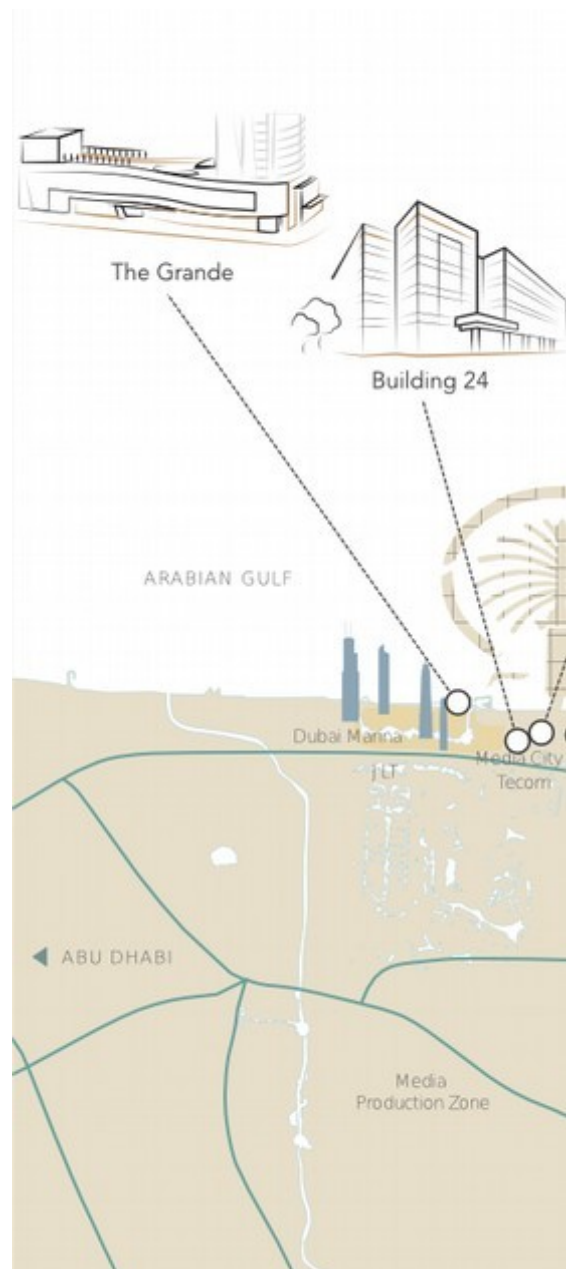 The Grande
Building 24
ARABIAN GULF
Dubai Marina
JLT
Media City
Tecom
ABU DHABI
Media
Production Zone